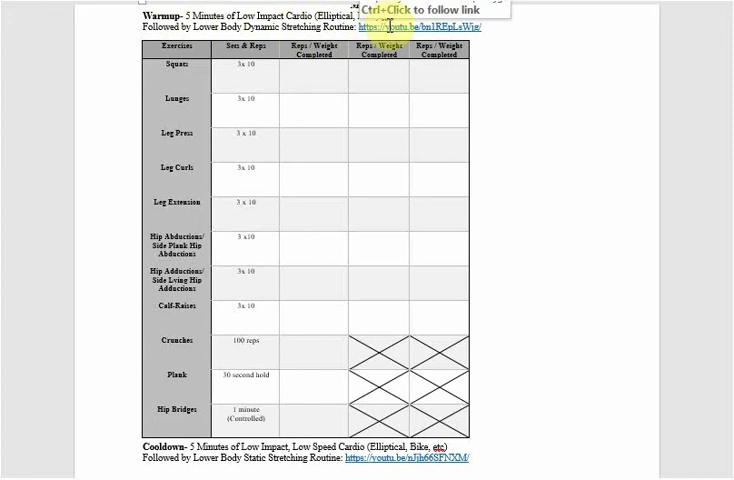 Ctrl+Click to follow link
Warmup- 5 Minutes of Low Impact Cardio (Elliptical,
Followed by Lower Body Dynamic Stretching Routine: https://youtu.be/bn1REpLsWjg/
Exercises Sets & Reps Reps / Weight Completed Reps / Weight Completed Reps / Weight Completed
Squats 3x 10
Lunges 3x 10
Leg Press 3 x 10
Leg Curls 3x 10
Leg Extension 3 x 10
Hip Abductions/ 3 x10
Side Plank Hip
Abductions
Hip Adductions/ 3x 10
Side Lying Hip
Adductions
Calf-Raises 3x 10
Crunches 100 reps
Plank 30 second hold
Hip Bridges 1 minute
(Controlled)
Cooldown- 5 Minutes of Low Impact, Low Speed Cardio (Elliptical, Bike, etc)
Followed by Lower Body Static Stretching Routine: https://youtu.be/nJjh66SFNXM/